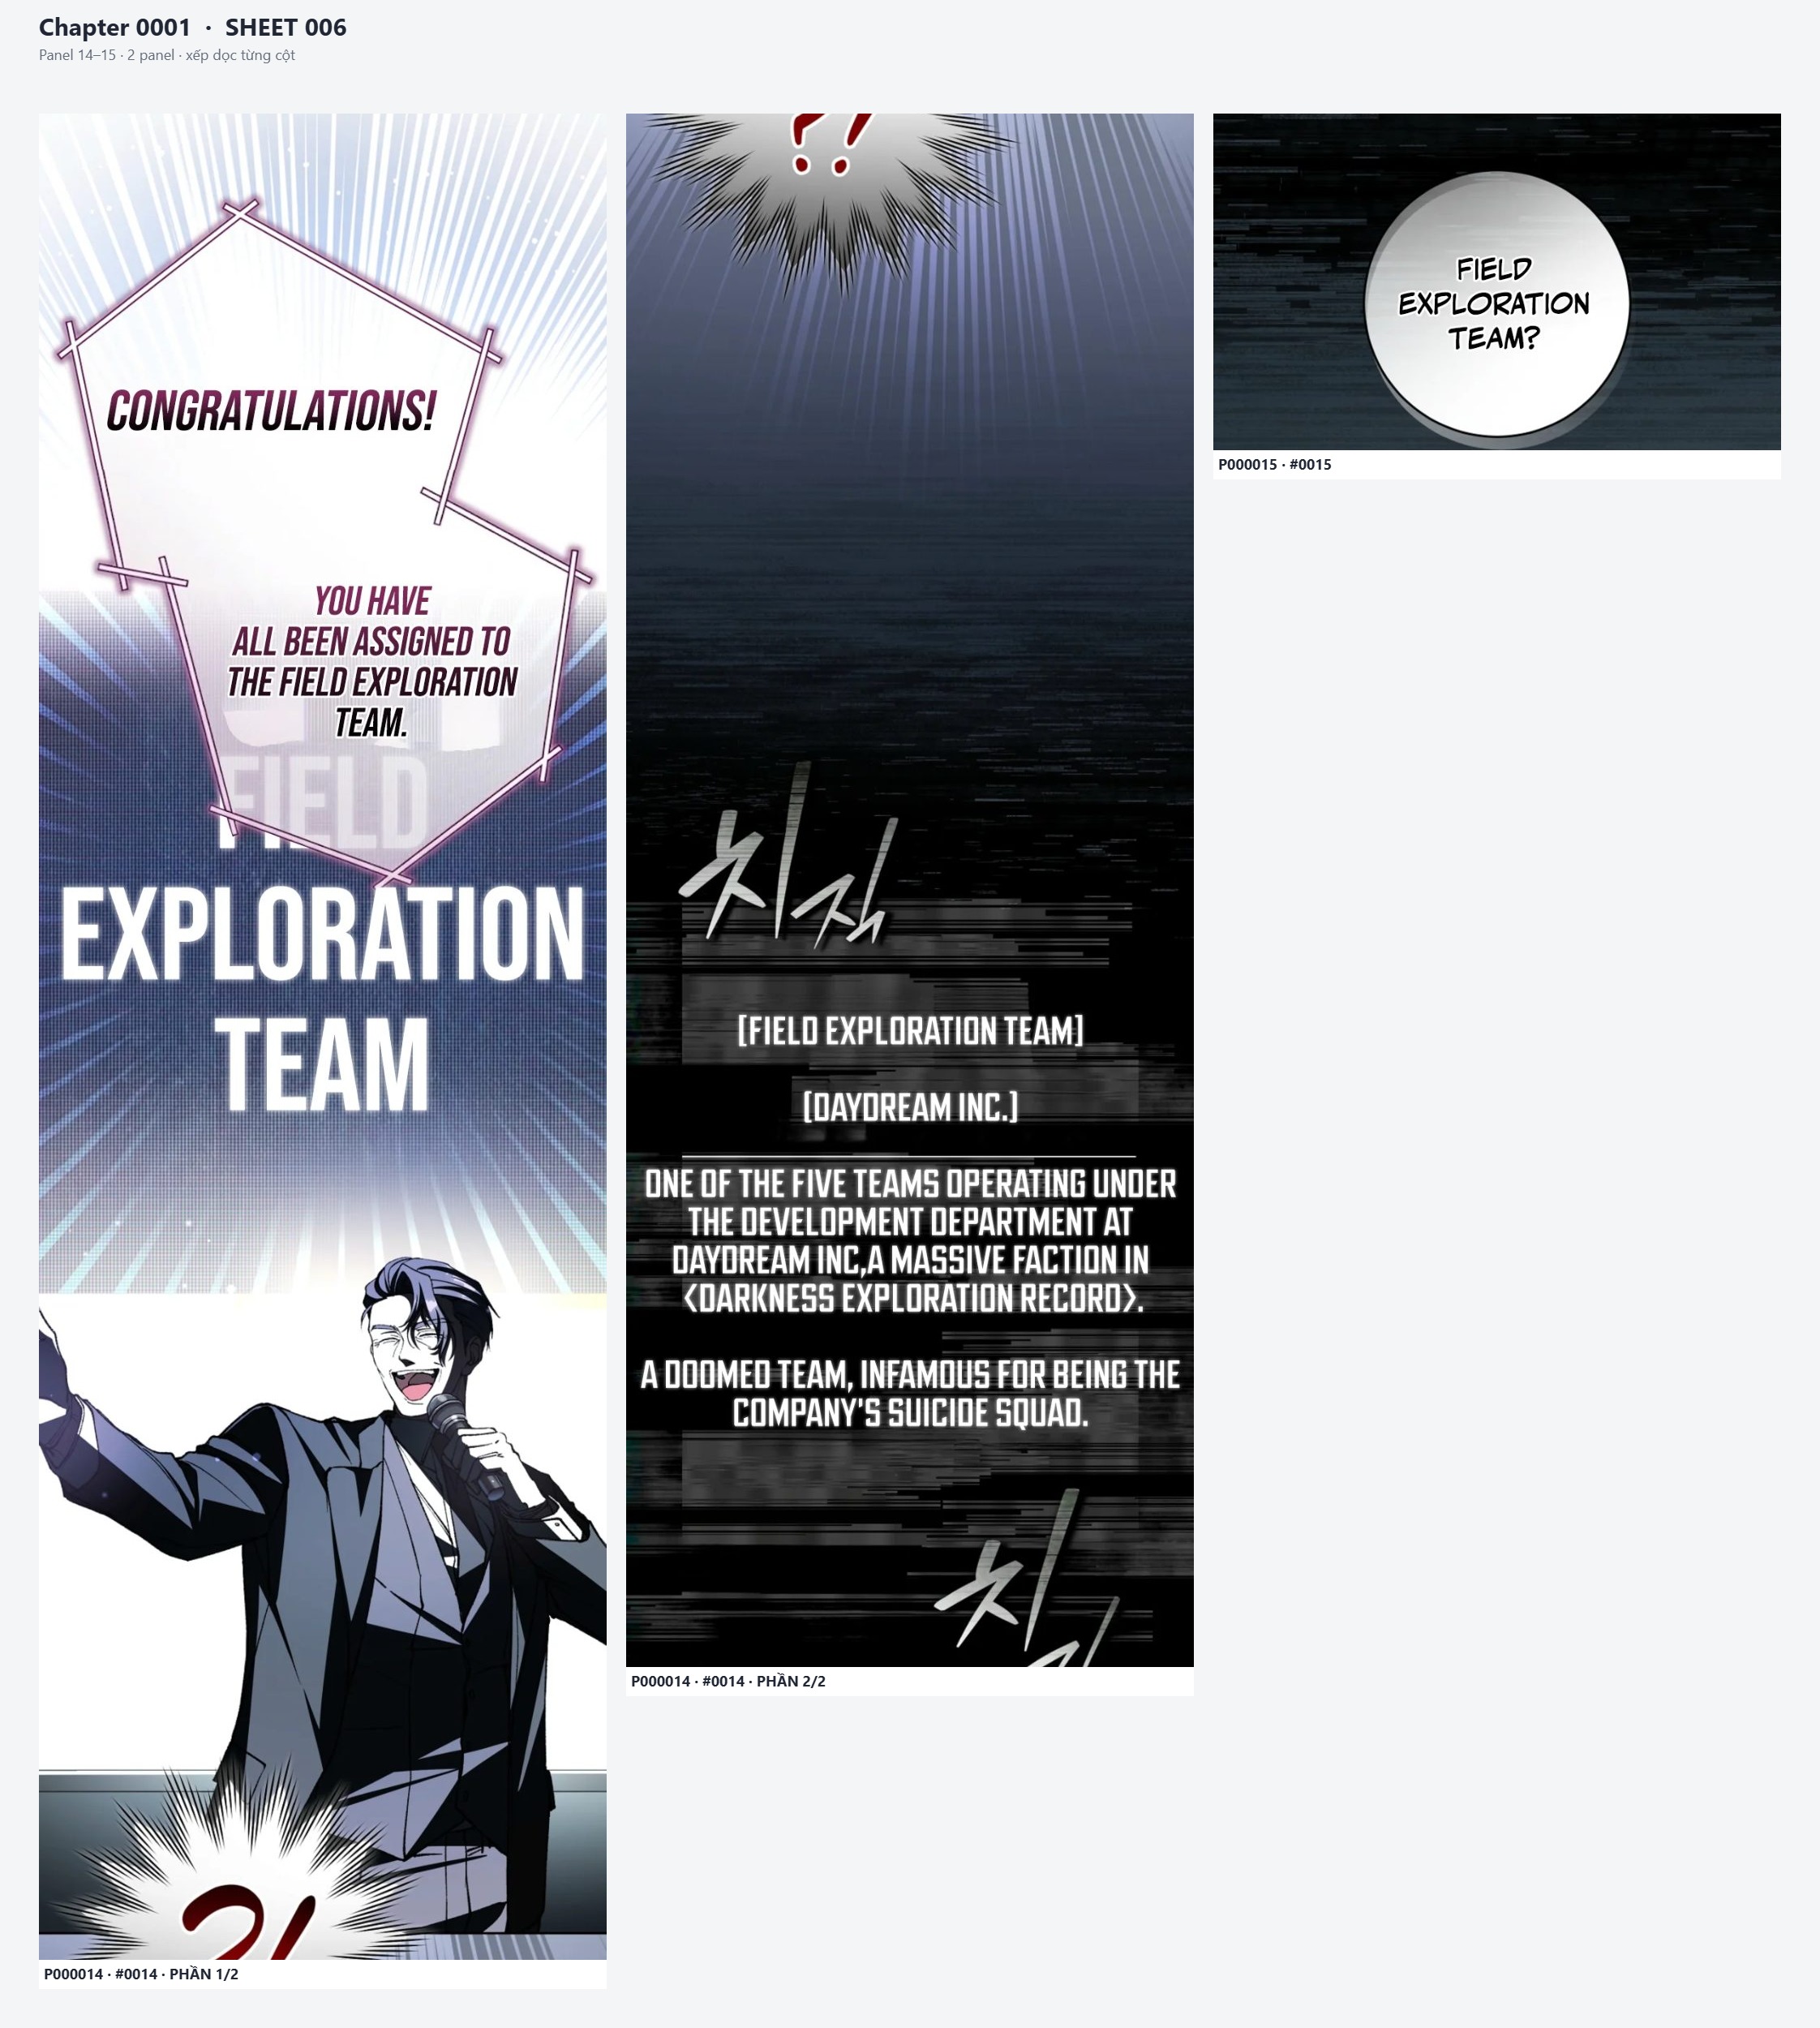 Chapter 0001 · SHEET 006
Panel 14–15 · 2 panel · xếp dọc từng cột
CONGRATULATIONS!
YOU HAVE
ALL BEEN ASSIGNED TO
THE FIELD EXPLORATION
TEAM.
FIELD
EXPLORATION
TEAM
?!
P000014 · #0014 · PHẦN 1/2
?!
치직
[FIELD EXPLORATION TEAM]
[DAYDREAM INC.]
ONE OF THE FIVE TEAMS OPERATING UNDER
THE DEVELOPMENT DEPARTMENT AT
DAYDREAM INC,A MASSIVE FACTION IN
<DARKNESS EXPLORATION RECORD>.
A DOOMED TEAM, INFAMOUS FOR BEING THE
COMPANY'S SUICIDE SQUAD.
P000014 · #0014 · PHẦN 2/2
FIELD
EXPLORATION
TEAM?
P000015 · #0015